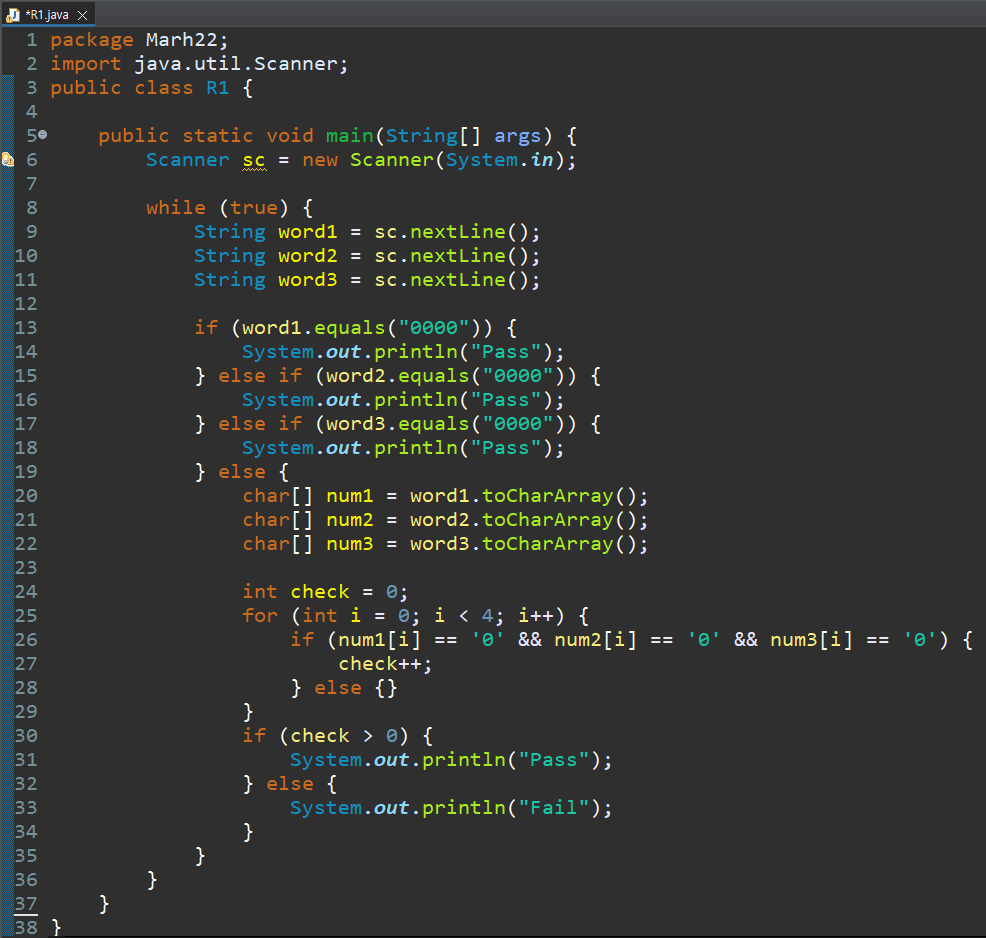 *R1.java
1 package Marh22;
2 import java.util.Scanner;
3 public class R1 {
4
5 public static void main(String[] args) {
6 Scanner sc = new Scanner(System.in);
7
8 while (true) {
9 String word1 = sc.nextLine();
10 String word2 = sc.nextLine();
11 String word3 = sc.nextLine();
12
13 if (word1.equals("0000")) {
14 System.out.println("Pass");
15 } else if (word2.equals("0000")) {
16 System.out.println("Pass");
17 } else if (word3.equals("0000")) {
18 System.out.println("Pass");
19 } else {
20 char[] num1 = word1.toCharArray();
21 char[] num2 = word2.toCharArray();
22 char[] num3 = word3.toCharArray();
23
24 int check = 0;
25 for (int i = 0; i < 4; i++) {
26 if (num1[i] == '0' && num2[i] == '0' && num3[i] == '0') {
27 check++;
28 } else {}
29 }
30 if (check > 0) {
31 System.out.println("Pass");
32 } else {
33 System.out.println("Fail");
34 }
35 }
36 }
37 }
38 }